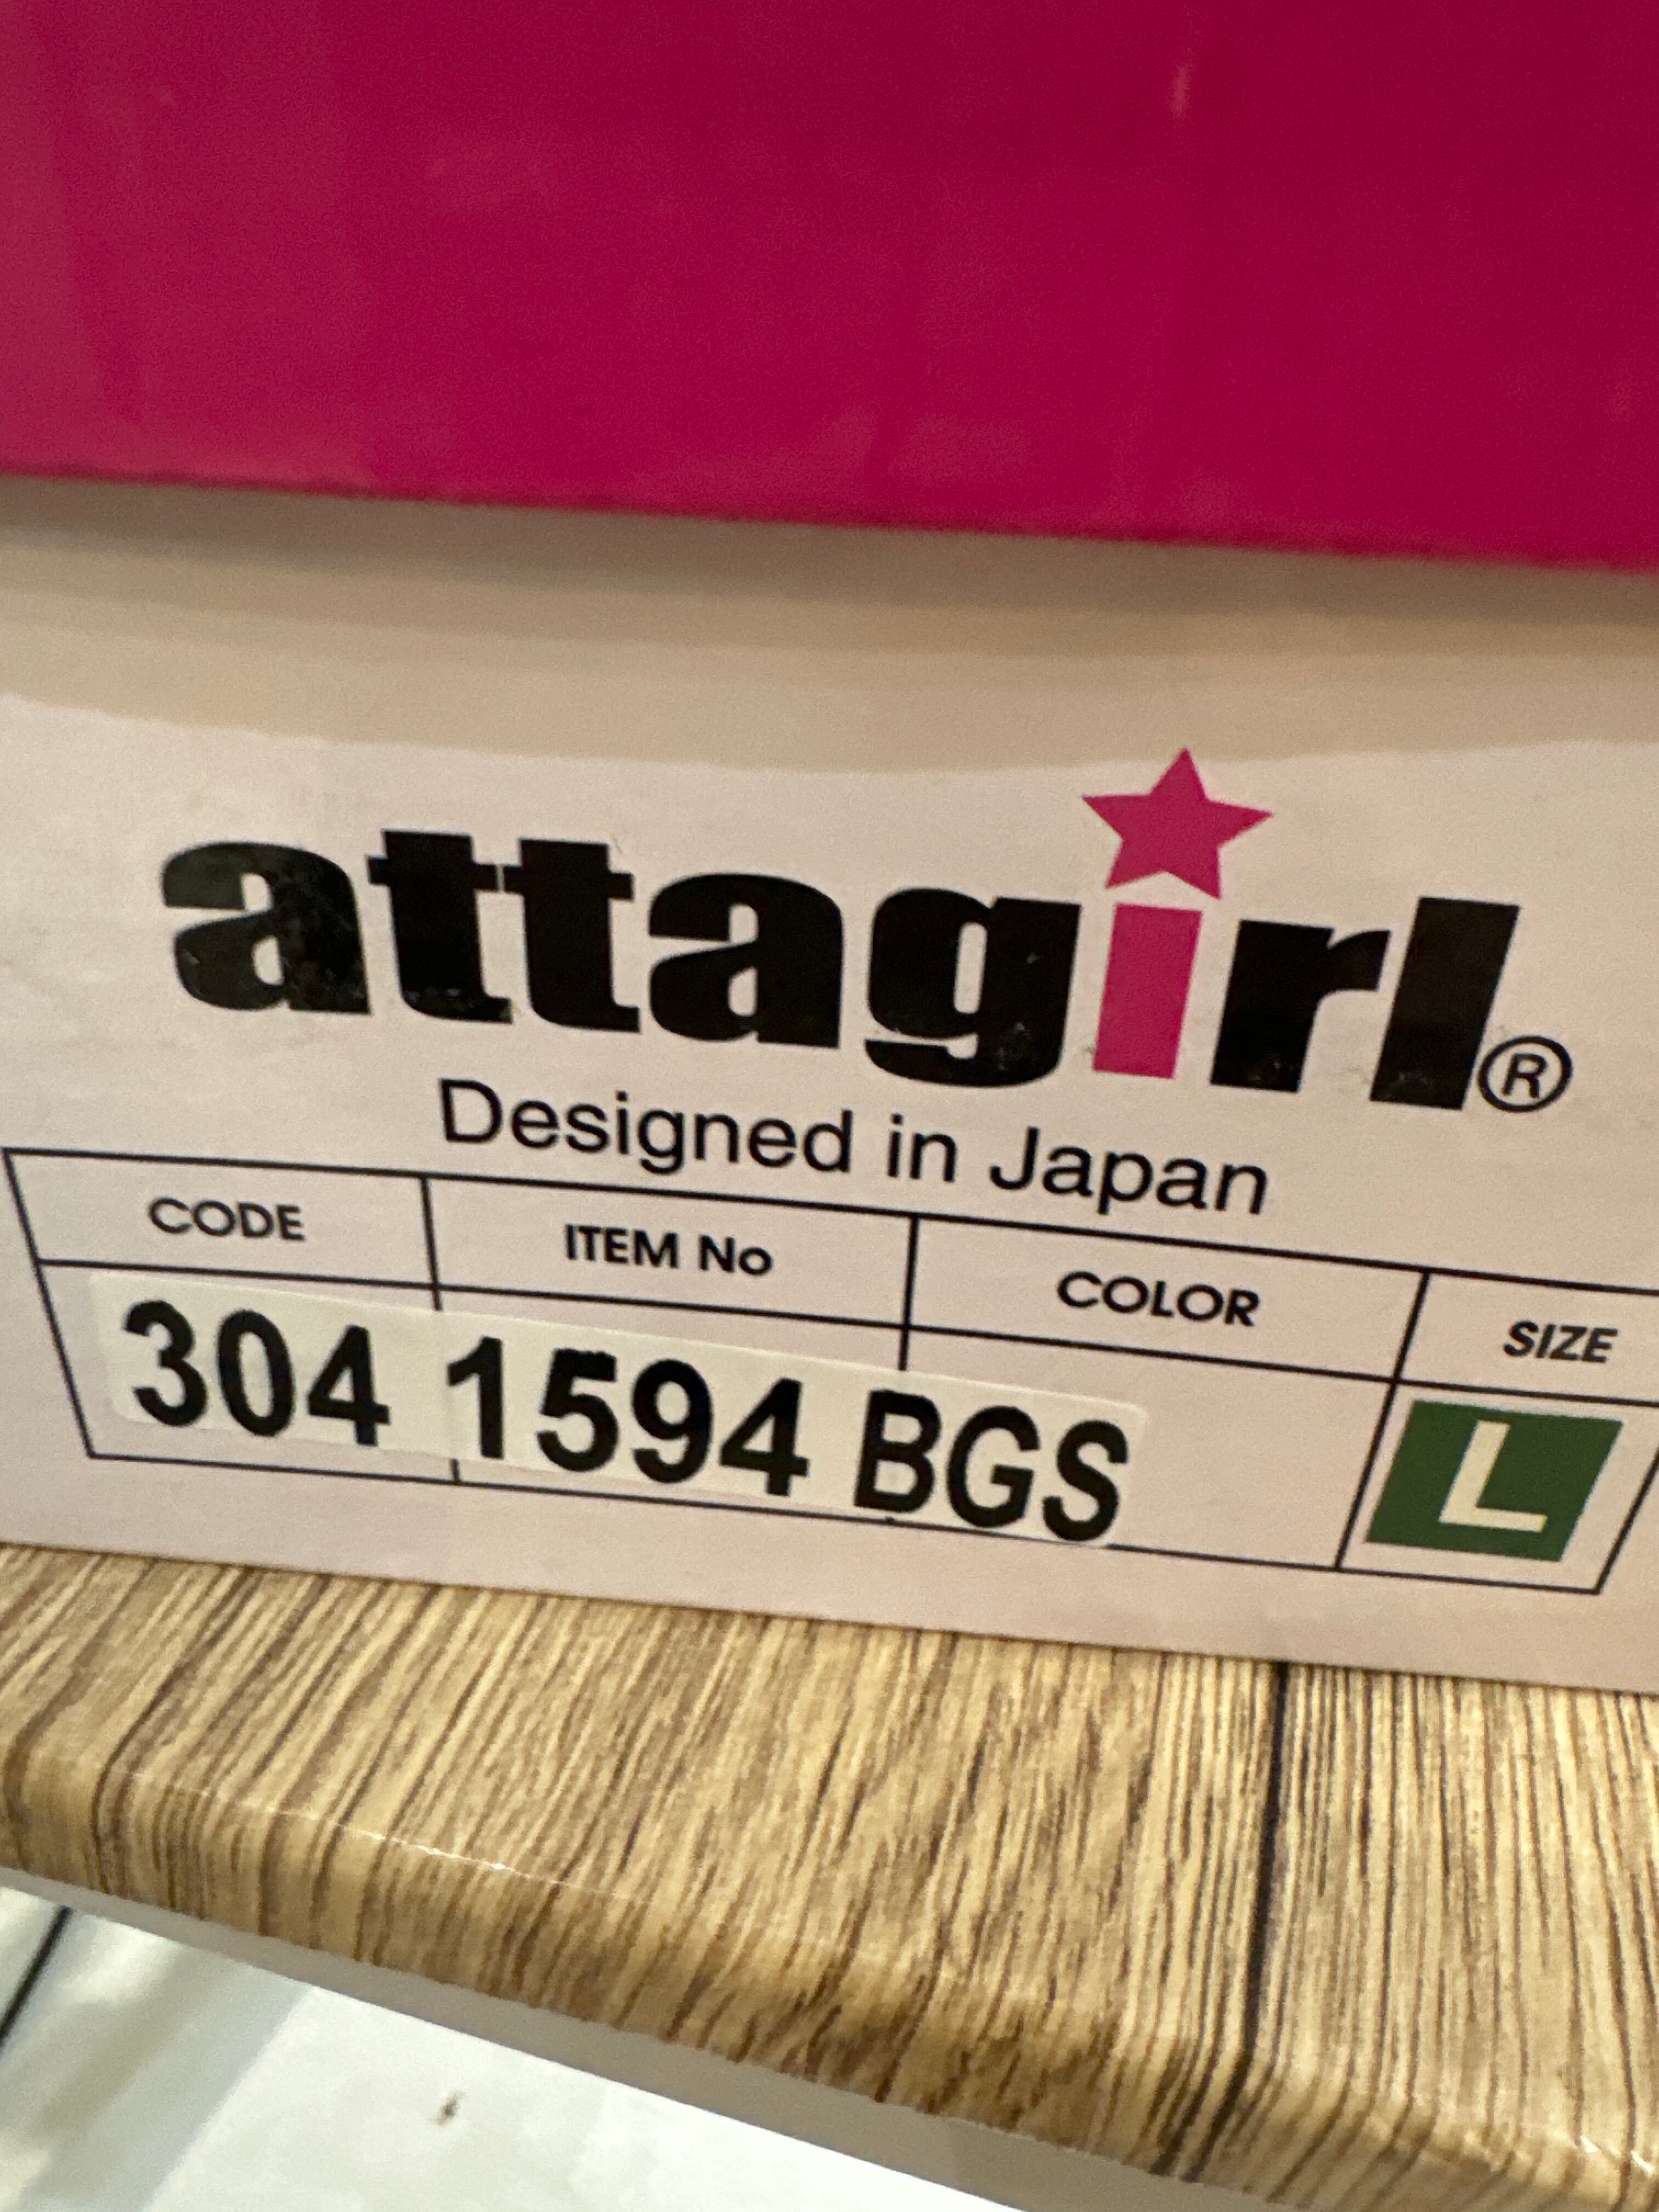 attagirl®
Designed in Japan
CODE ITEM No COLOR SIZE
304 1594 BGS L